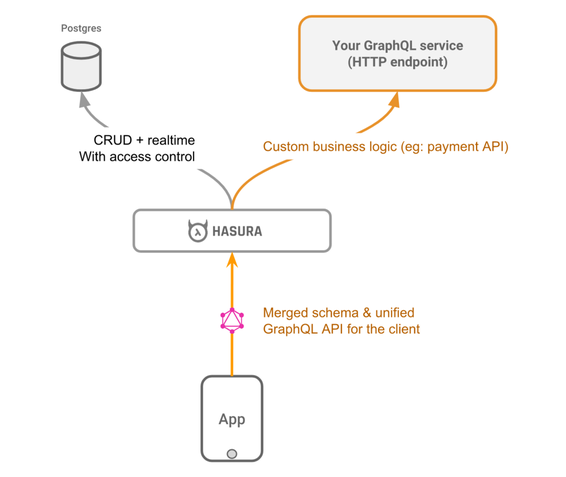 Postgres
Your GraphQL service
(HTTP endpoint)
CRUD + realtime
With access control
Custom business logic (eg: payment API)
HASURA
Merged schema & unified
GraphQL API for the client
App